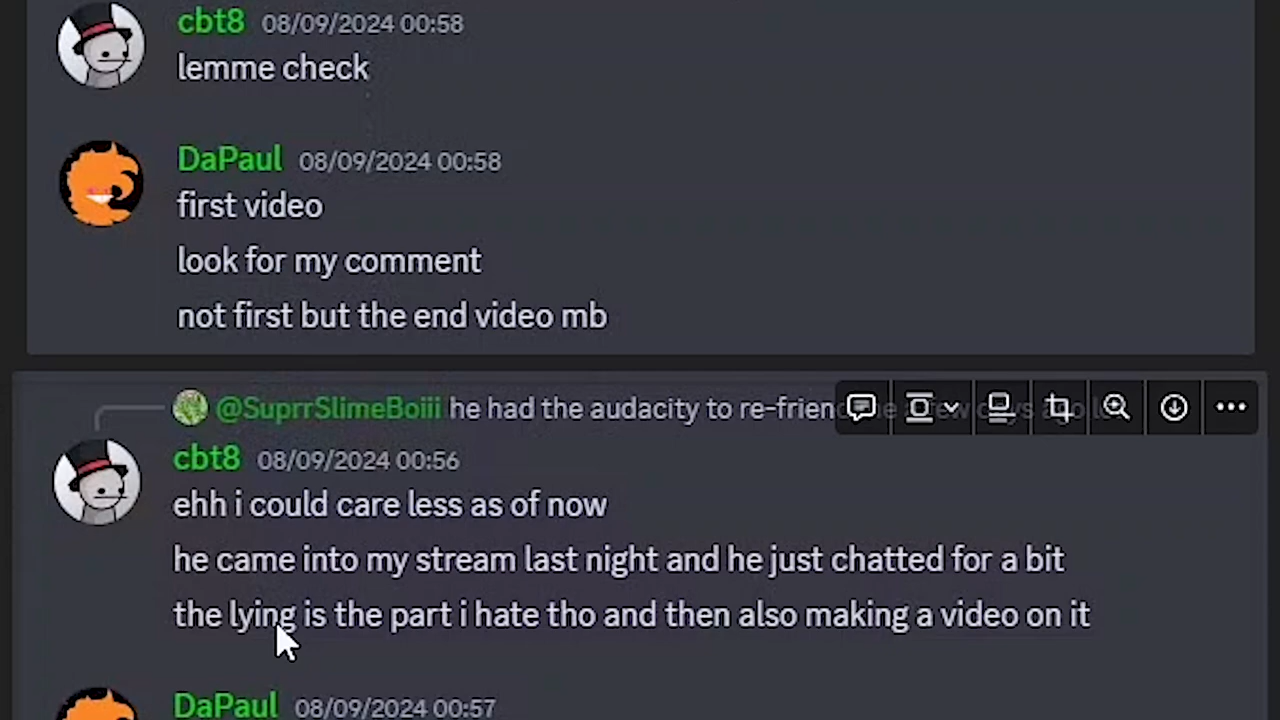 cbt8 08/09/2024 00:58
lemme check
DaPaul 08/09/2024 00:58
first video
look for my comment
not first but the end video mb
@SuprrSlimeBoiii he had the audacity to re-frien
cbt8 08/09/2024 00:56
ehh i could care less as of now
he came into my stream last night and he just chatted for a bit
the lying is the part i hate tho and then also making a video on it
DaPaul 08/09/2024 00:57